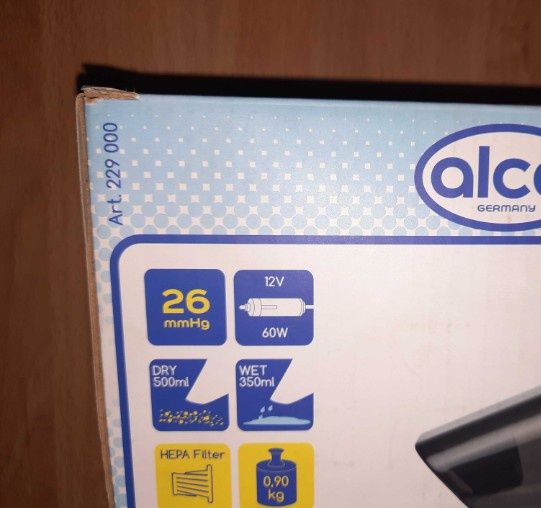 Art. 229 000
alc
GERMANY
26
mmHg
12V
60W
DRY
500ml
WET
350ml
HEPA Filter
0,90
kg